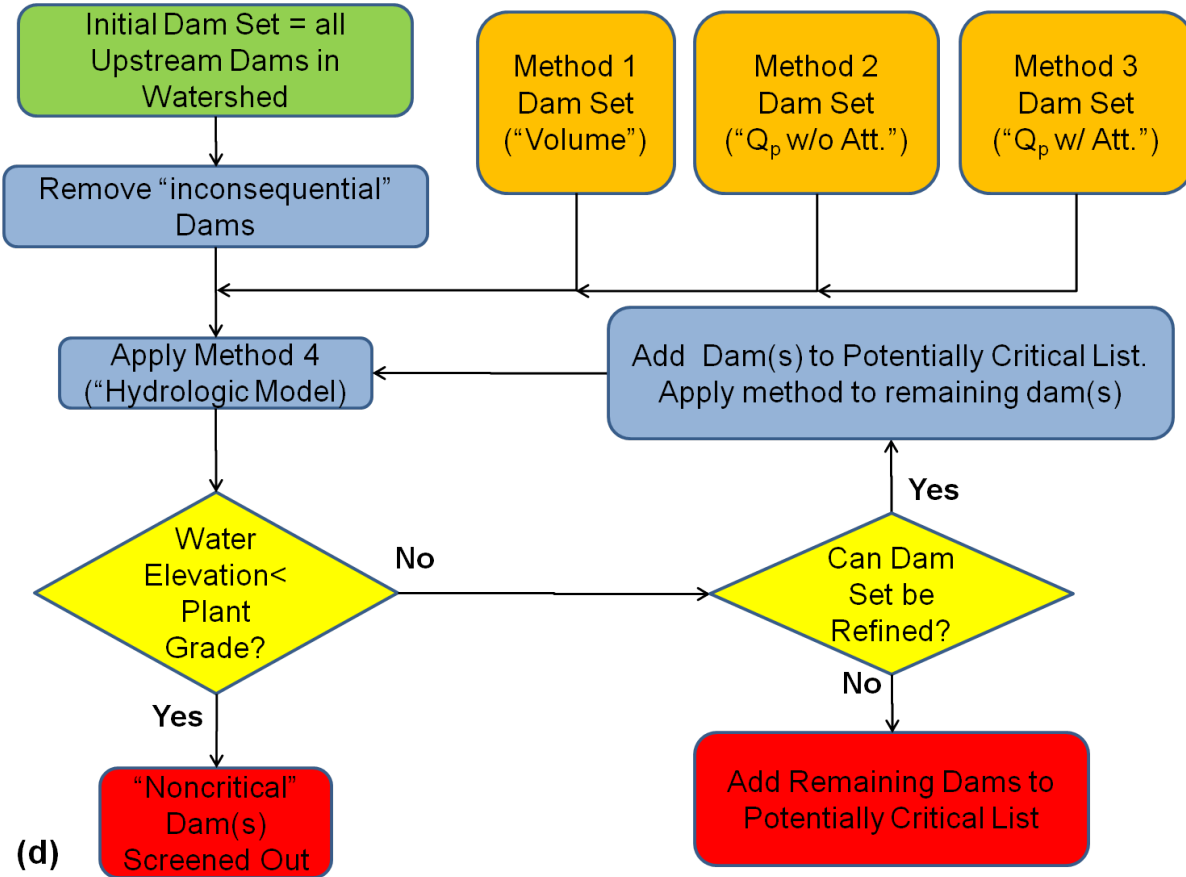 Initial Dam Set = all
Upstream Dams in
Watershed
Method 1
Dam Set
(“Volume”)
Method 2
Dam Set
(“Qp w/o Att.”)
Method 3
Dam Set
(“Qp w/ Att.”)
Remove “inconsequential”
Dams
Apply Method 4
(“Hydrologic Model)
Add  Dam(s) to Potentially Critical List.
Apply method to remaining dam(s)
Water
Elevation<
Plant
Grade?
No
Yes
Can Dam
Set be
Refined?
Yes
No
“Noncritical”
Dam(s)
Screened Out
Add Remaining Dams to
Potentially Critical List
(d)